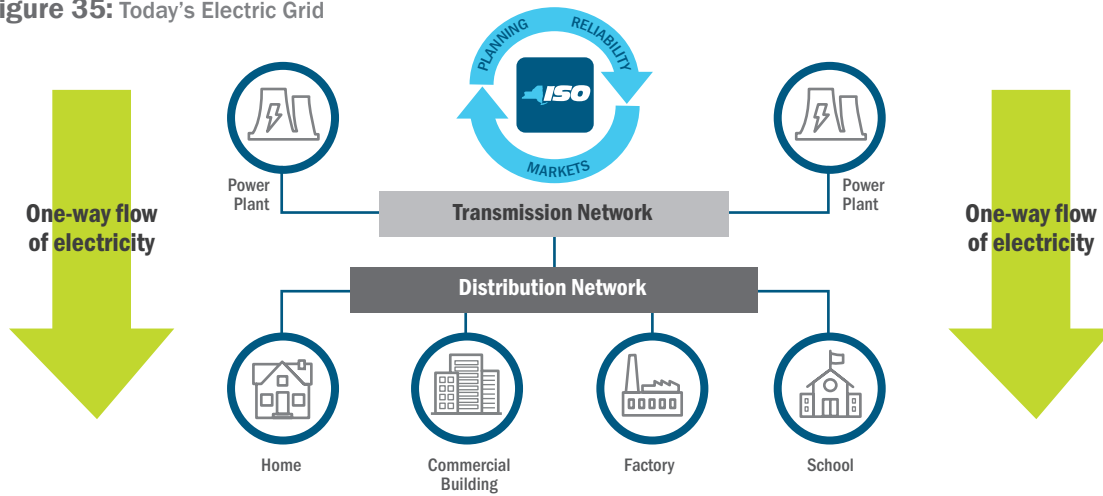 igure 35: Today's Electric Grid
PLANNING
RELIABILITY
ISO
MARKETS
Power
Plant
Power
Plant
One-way flow
of electricity
Transmission Network
One-way flow
of electricity
Distribution Network
Home
Commercial
Building
Factory
School